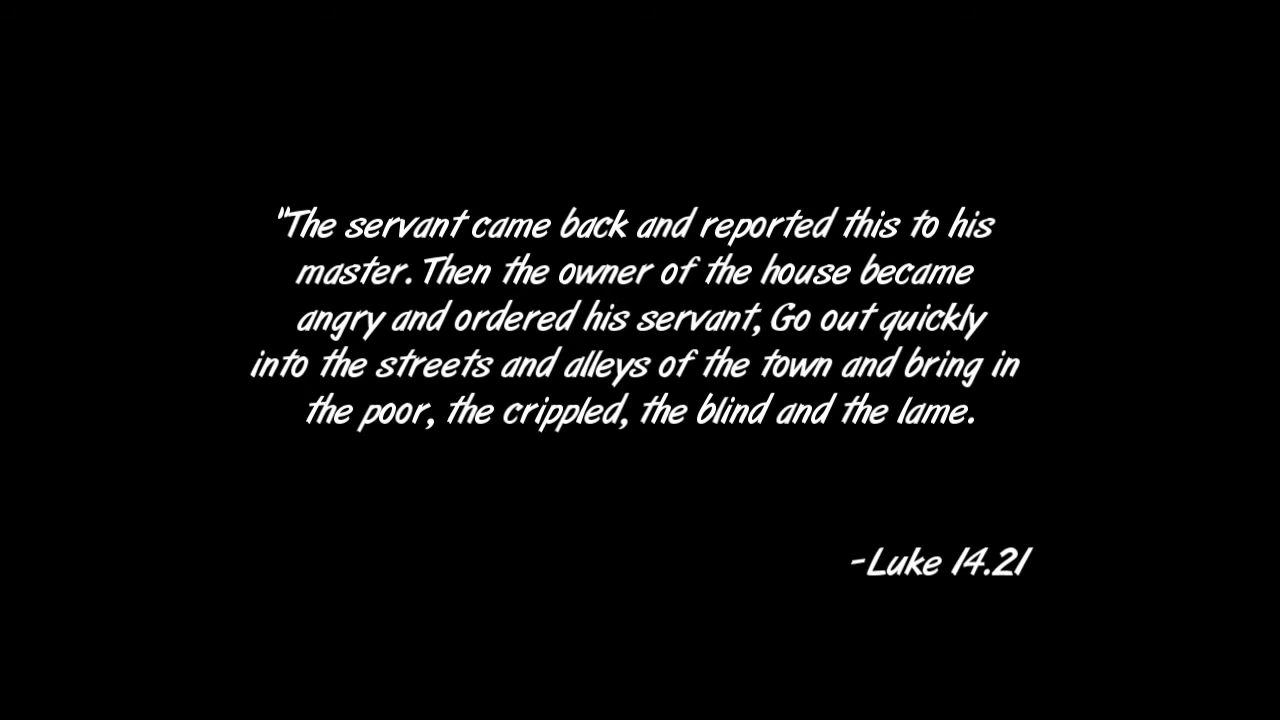 "The servant came back and reported this to his
master. Then the owner of the house became
angry and ordered his servant, Go out quickly
into the streets and alleys of the town and bring in
the poor, the crippled, the blind and the lame.
-Luke 14.21